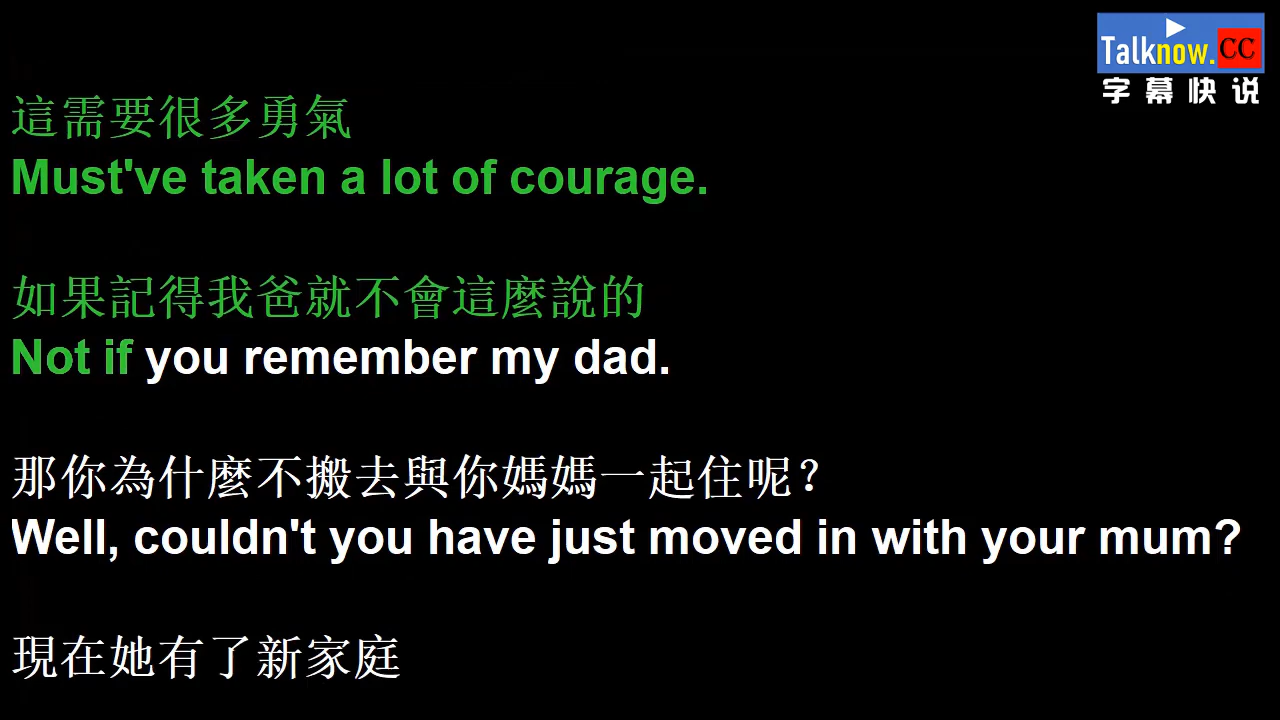 Talknow.CC
字幕快说
這需要很多勇氣
Must've taken a lot of courage.
如果記得我爸就不會這麼說的
Not if you remember my dad.
那你為什麼不搬去與你媽媽一起住呢？
Well, couldn't you have just moved in with your mum?
現在她有了新家庭